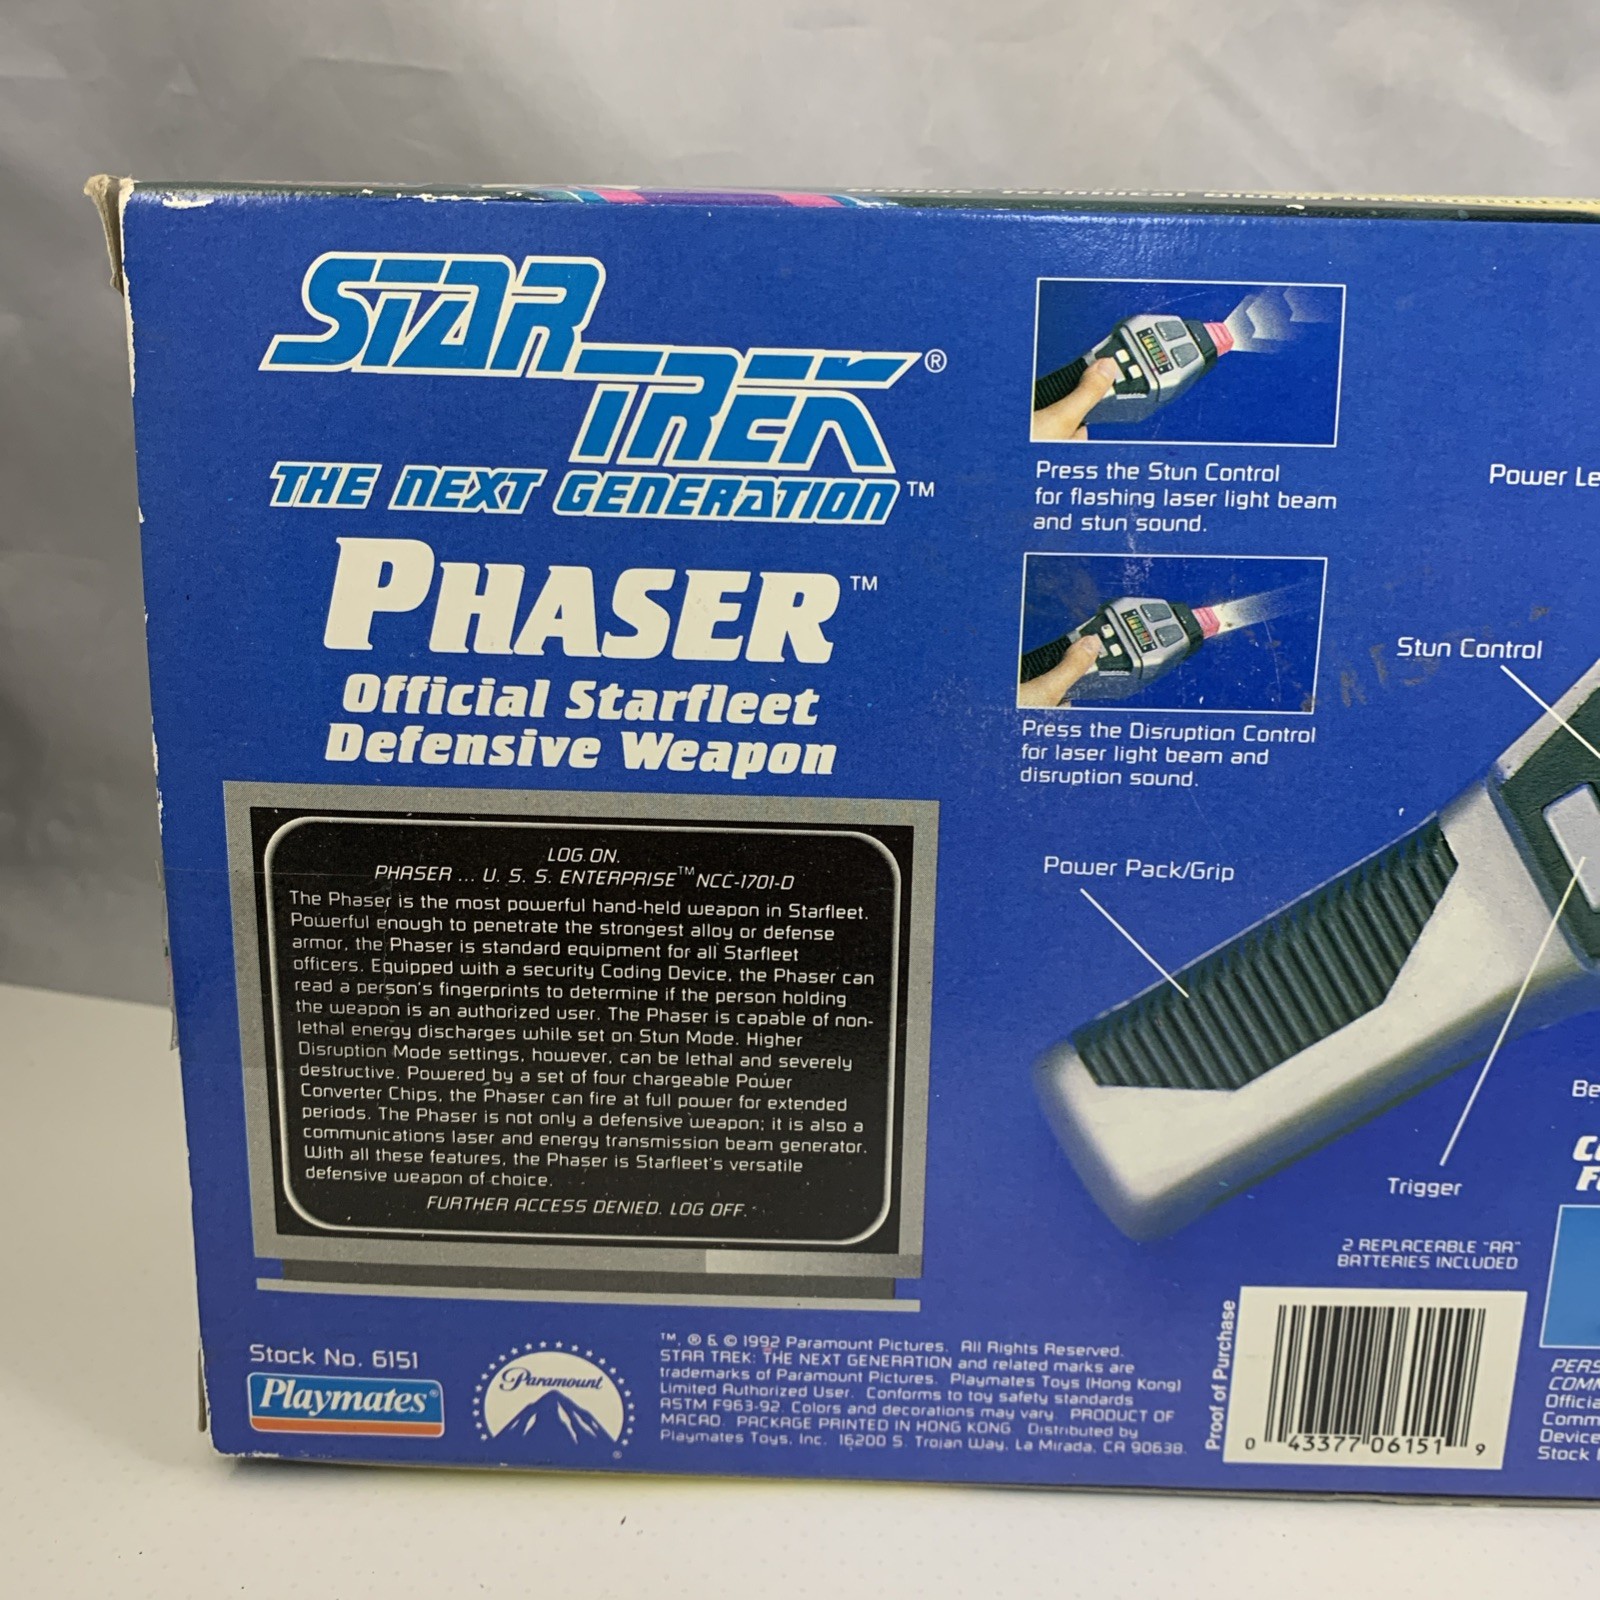 STAR
TREK®
THE NEXT GENERATION™
PHASER™
Official Starfleet
Defensive Weapon
LOG ON.
PHASER ... U. S. S. ENTERPRISE™ NCC-1701-D
The Phaser is the most powerful hand-held weapon in Starfleet.
Powerful enough to penetrate the strongest alloy or defense
armor, the Phaser is standard equipment for all Starfleet
officers. Equipped with a security Coding Device, the Phaser can
read a person's fingerprints to determine if the person holding
the weapon is an authorized user. The Phaser is capable of non-
lethal energy discharges while set on Stun Mode. Higher
Disruption Mode settings, however, can be lethal and severely
destructive. Powered by a set of four chargeable Power
Converter Chips, the Phaser can fire at full power for extended
periods. The Phaser is not only a defensive weapon; it is also a
communications laser and energy transmission beam generator.
With all these features, the Phaser is Starfleet's versatile
defensive weapon of choice.
FURTHER ACCESS DENIED. LOG OFF.
Press the Stun Control
for flashing laser light beam
and stun sound.
Press the Disruption Control
for laser light beam and
disruption sound.
Power Le
Stun Control
Power Pack/Grip
Trigger
Be
2 REPLACEABLE "AA"
BATTERIES INCLUDED
Stock No. 6151
Playmates®
Paramount
®
™, ® & © 1992 Paramount Pictures. All Rights Reserved.
STAR TREK: THE NEXT GENERATION and related marks are
trademarks of Paramount Pictures. Playmates Toys (Hong Kong)
Limited Authorized User. Conforms to toy safety standards
ASTM F963-92. Colors and decorations may vary. PRODUCT OF
MACAO. PACKAGE PRINTED IN HONG KONG. Distributed by
Playmates Toys, Inc. 16200 S. Trojan Way, La Mirada, CA 90638.
Proof of Purchase
0 43377 06151 9
PERS
COMM
Officia
Comm
Device
Stock